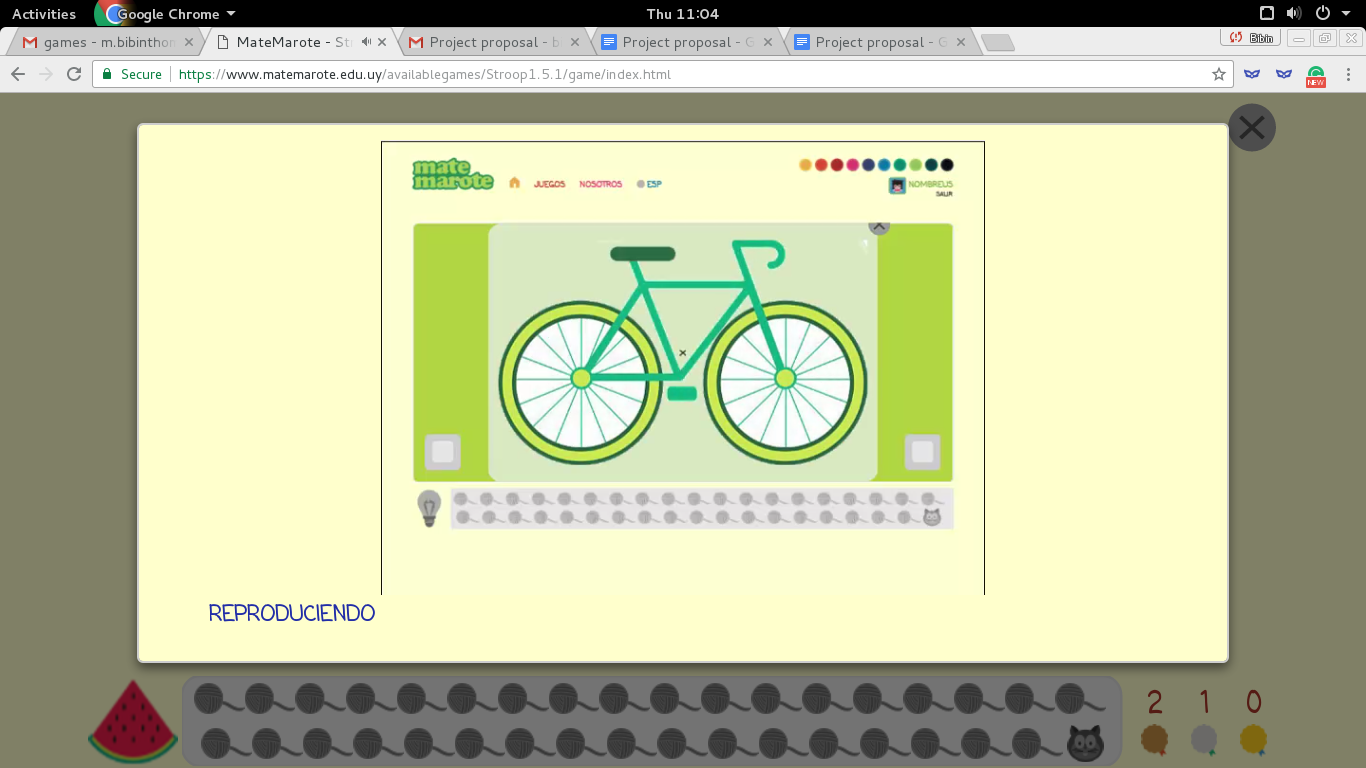 Activities Google Chrome Thu 11:04
games - m.bibinthon MateMarote - St Project proposal - b Project proposal - G Project proposal - G Bibin
Secure https://www.matemarote.edu.uy/availablegames/Stroop1.5.1/game/index.html NEW
mate
marote
JUEGOS NOSOTROS ESP NOMBREUS
SALIR
REPRODUCIENDO
2 1 0